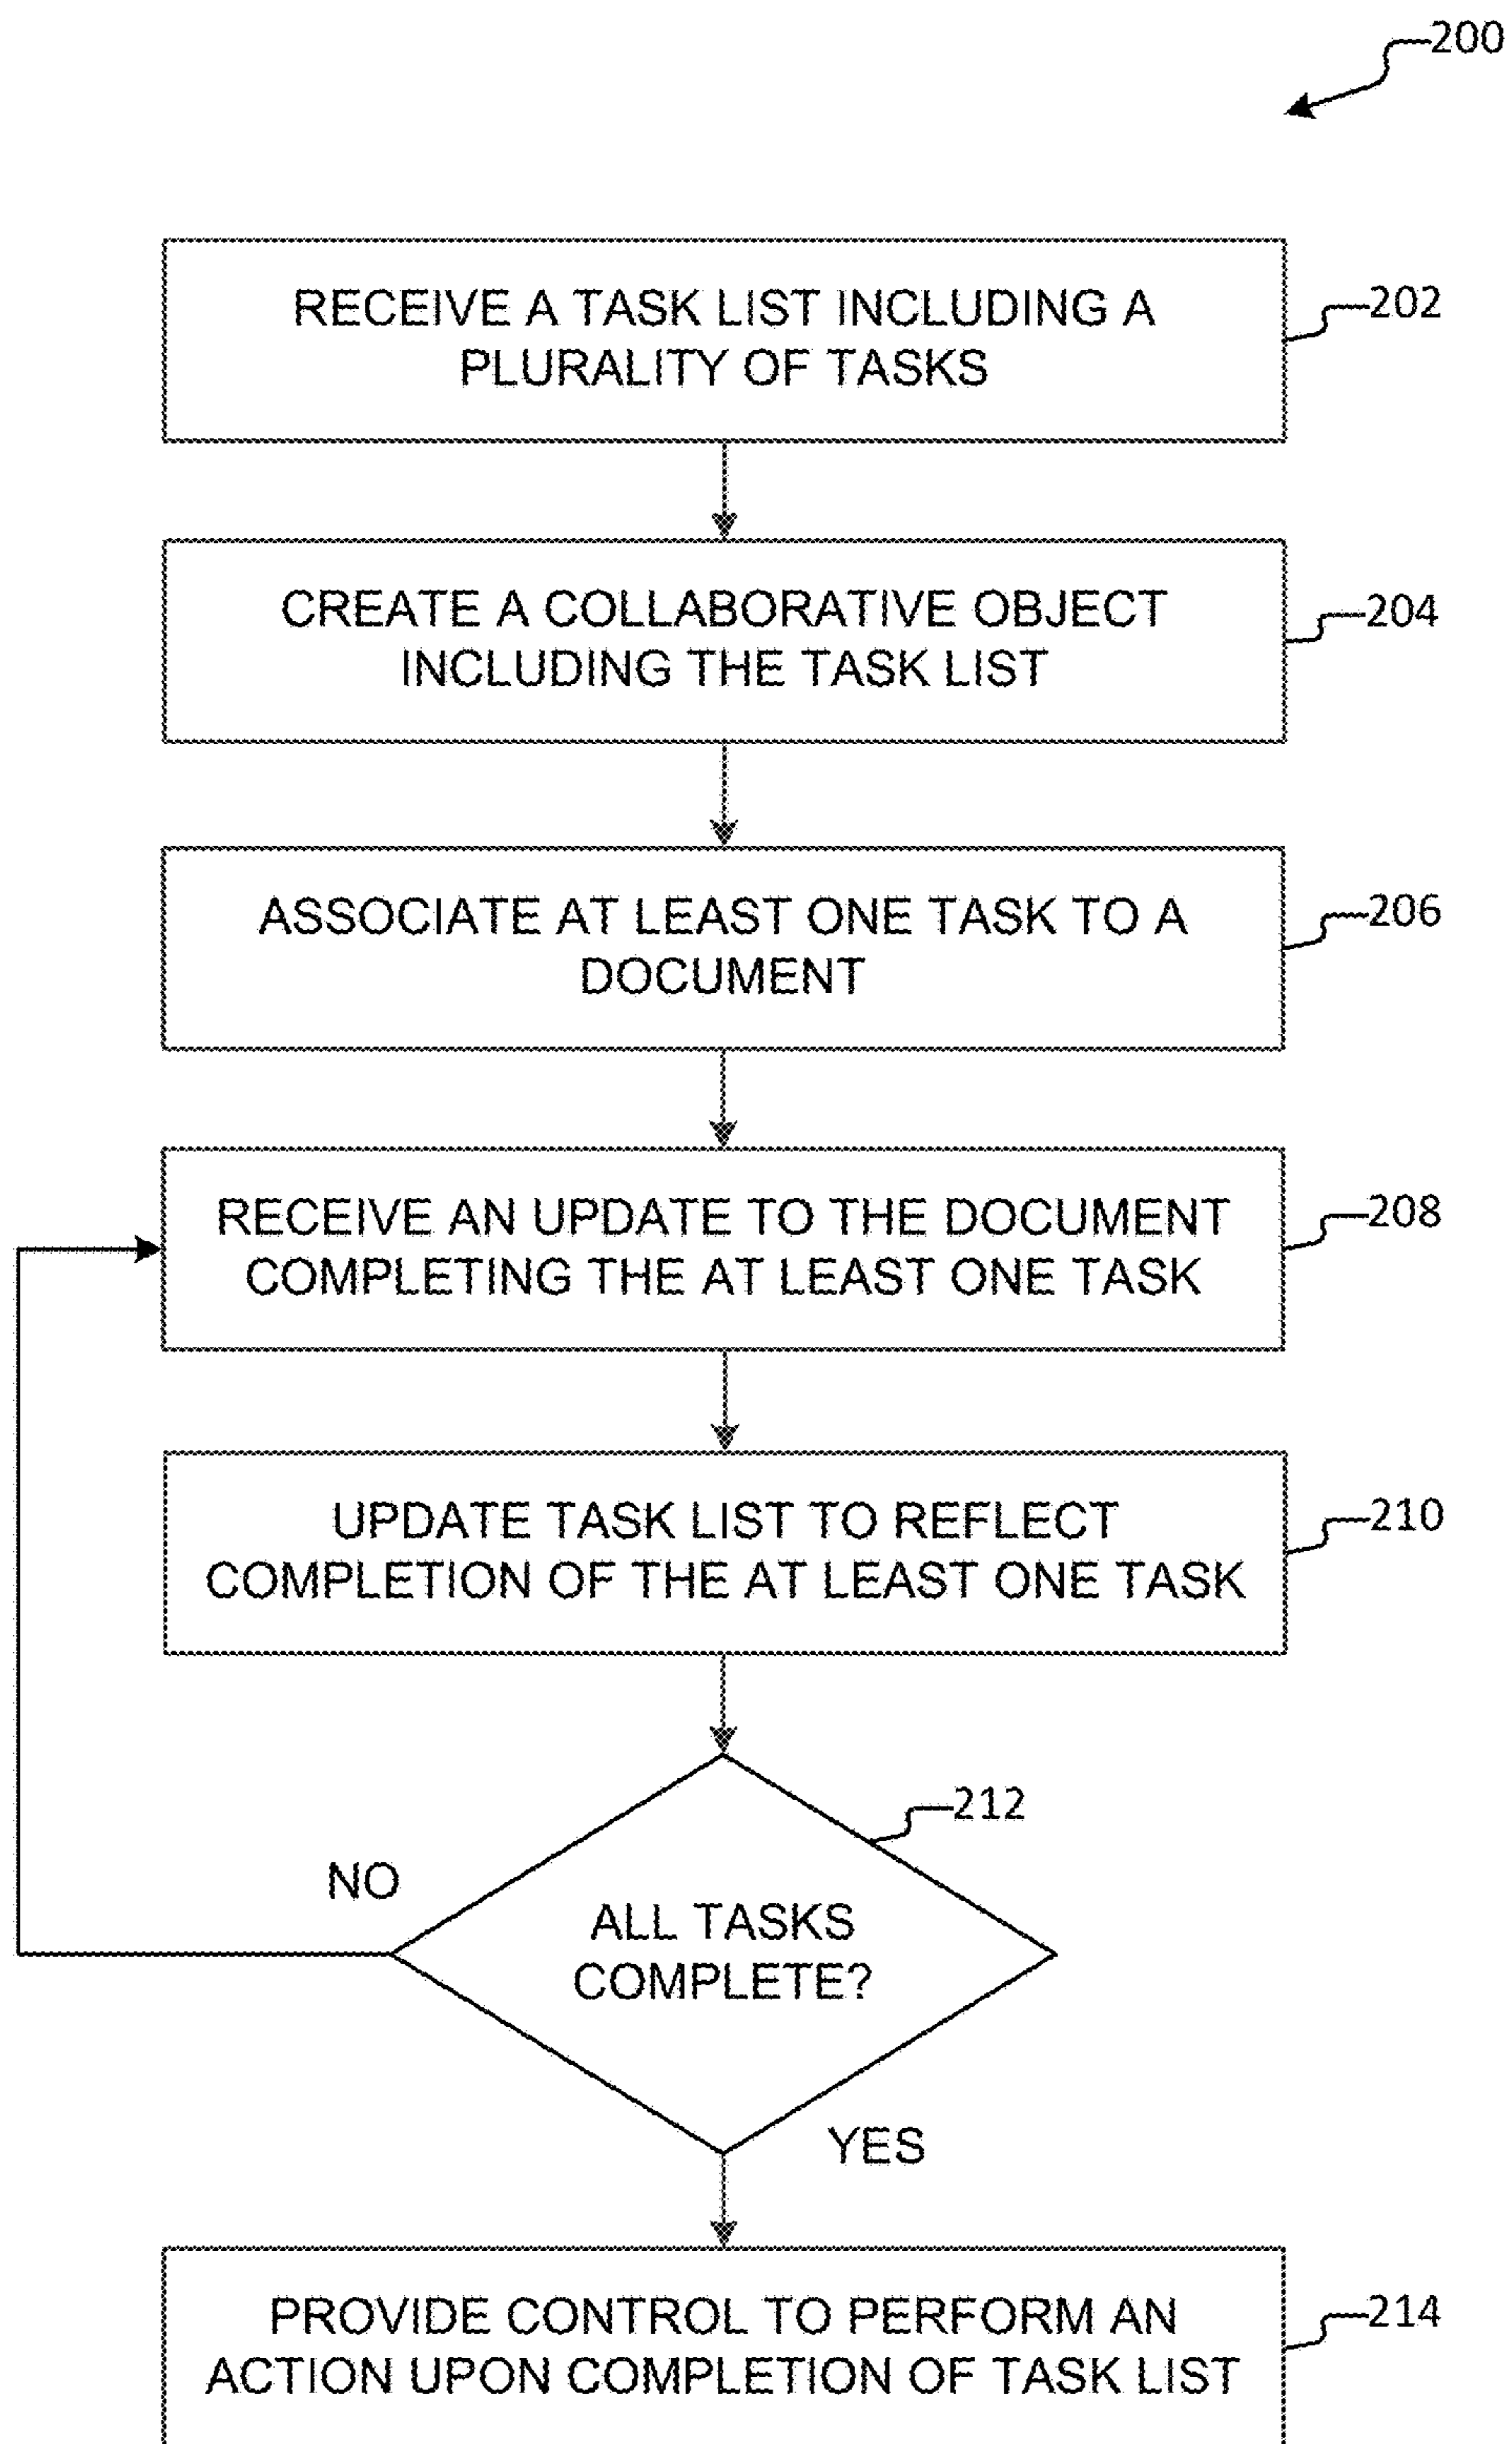 200
RECEIVE A TASK LIST INCLUDING A
PLURALITY OF TASKS
202
CREATE A COLLABORATIVE OBJECT
INCLUDING THE TASK LIST
204
ASSOCIATE AT LEAST ONE TASK TO A
DOCUMENT
206
RECEIVE AN UPDATE TO THE DOCUMENT
COMPLETING THE AT LEAST ONE TASK
208
UPDATE TASK LIST TO REFLECT
COMPLETION OF THE AT LEAST ONE TASK
210
212
NO
ALL TASKS
COMPLETE?
YES
PROVIDE CONTROL TO PERFORM AN
ACTION UPON COMPLETION OF TASK LIST
214